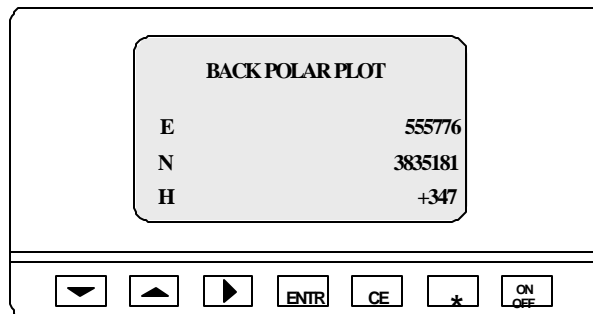 BACK POLAR PLOT
E 555776
N 3835181
H +347
ENTR CE * ON
OFF